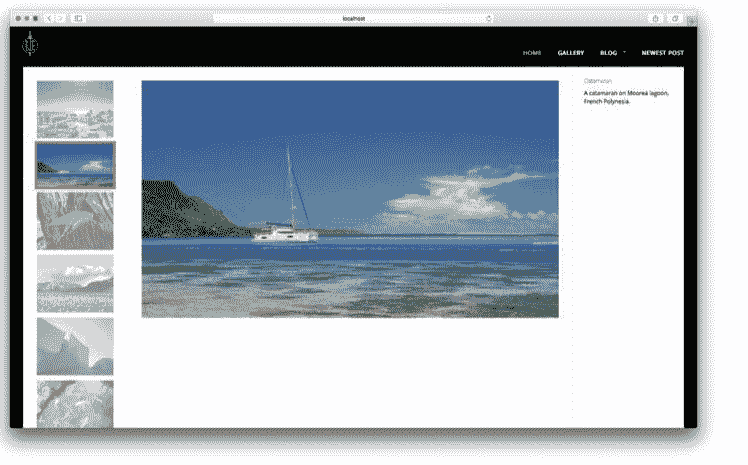 localhost
HOME GALLERY BLOG NEWEST POST
Catamaran
A catamaran on Moorea lagoon,
French Polynesia.